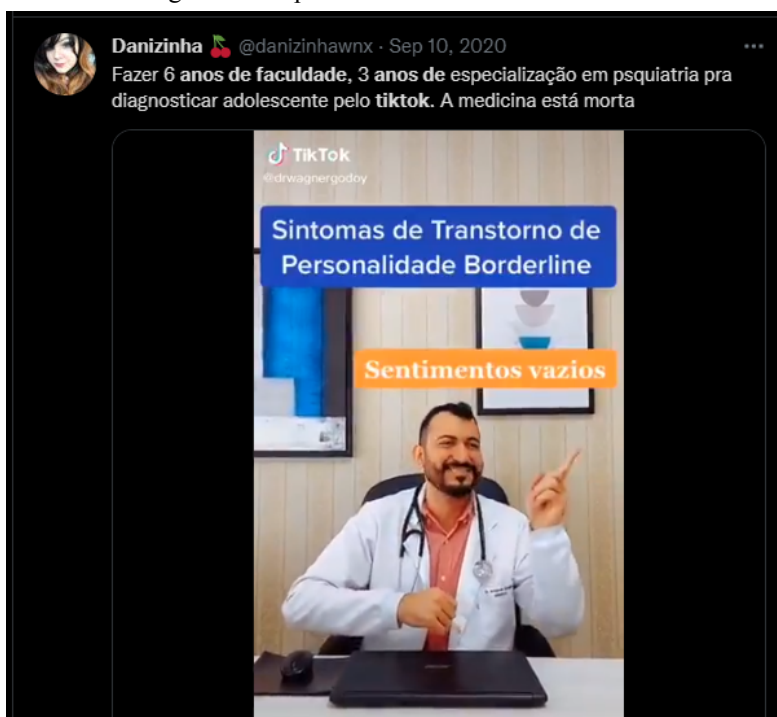 Danizinha 🍒 @danizinhawnx · Sep 10, 2020
Fazer 6 anos de faculdade, 3 anos de especialização em psquiatria pra
diagnosticar adolescente pelo tiktok. A medicina está morta
TikTok
@drwagnergodoy
Sintomas de Transtorno de
Personalidade Borderline
Sentimentos vazios